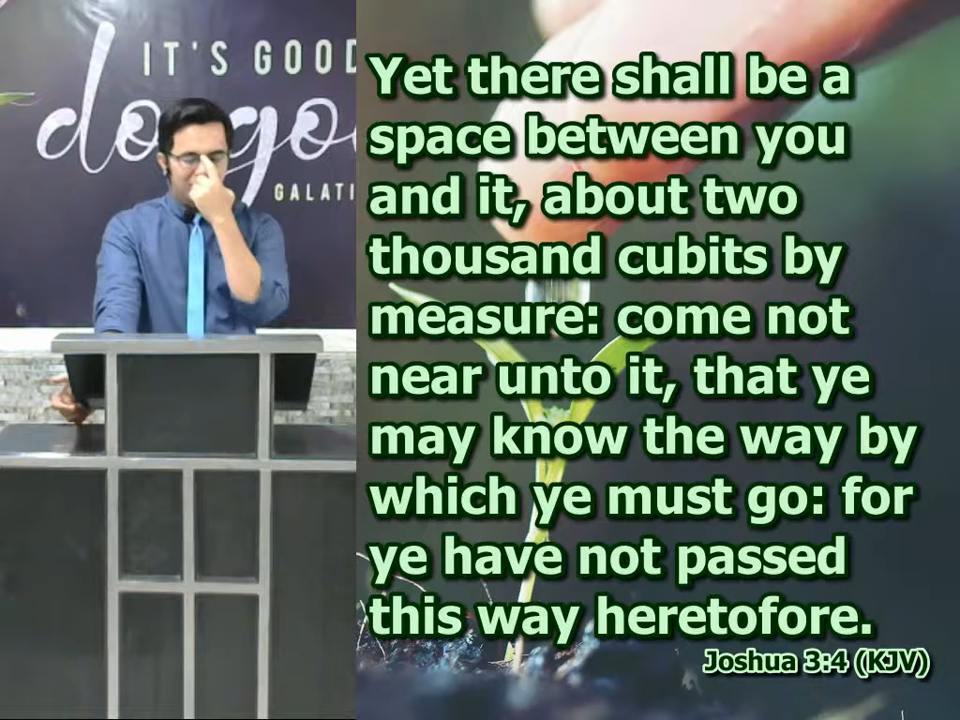 IT'S GOOD
do goo
GALATI
Yet there shall be a
space between you
and it, about two
thousand cubits by
measure: come not
near unto it, that ye
may know the way by
which ye must go: for
ye have not passed
this way heretofore.
Joshua 3:4 (KJV)